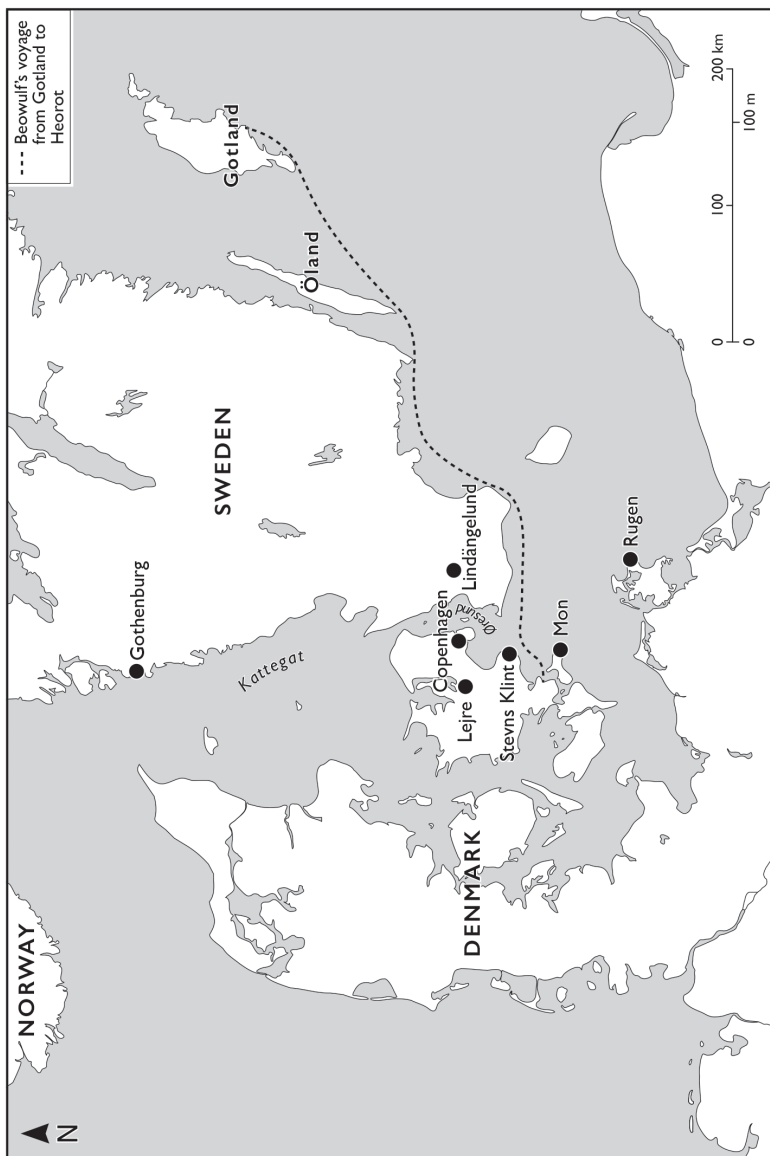 ---- Beowulf's voyage
from Gotland to
Heorot
N
NORWAY
SWEDEN
DENMARK
Gothenburg
Kattegat
Gotland
Öland
Copenhagen
Øresund
Lindängelund
Lejre
Stevns Klint
Mon
Rugen
0 100 200 km
0 100 m